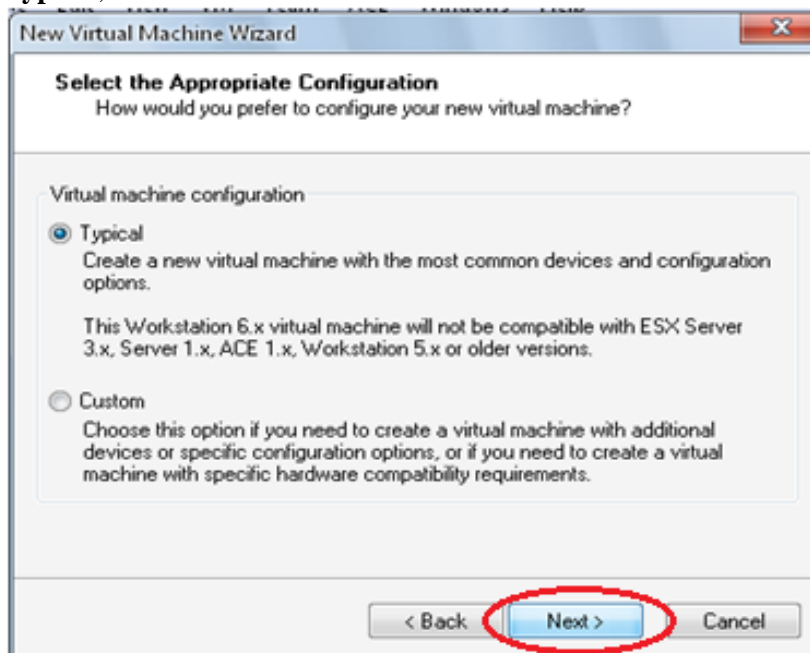 New Virtual Machine Wizard
Select the Appropriate Configuration
How would you prefer to configure your new virtual machine?
Virtual machine configuration
Typical
Create a new virtual machine with the most common devices and configuration
options.
This Workstation 6.x virtual machine will not be compatible with ESX Server
3.x, Server 1.x, ACE 1.x, Workstation 5.x or older versions.
Custom
Choose this option if you need to create a virtual machine with additional
devices or specific configuration options, or if you need to create a virtual
machine with specific hardware compatibility requirements.
< Back Next > Cancel